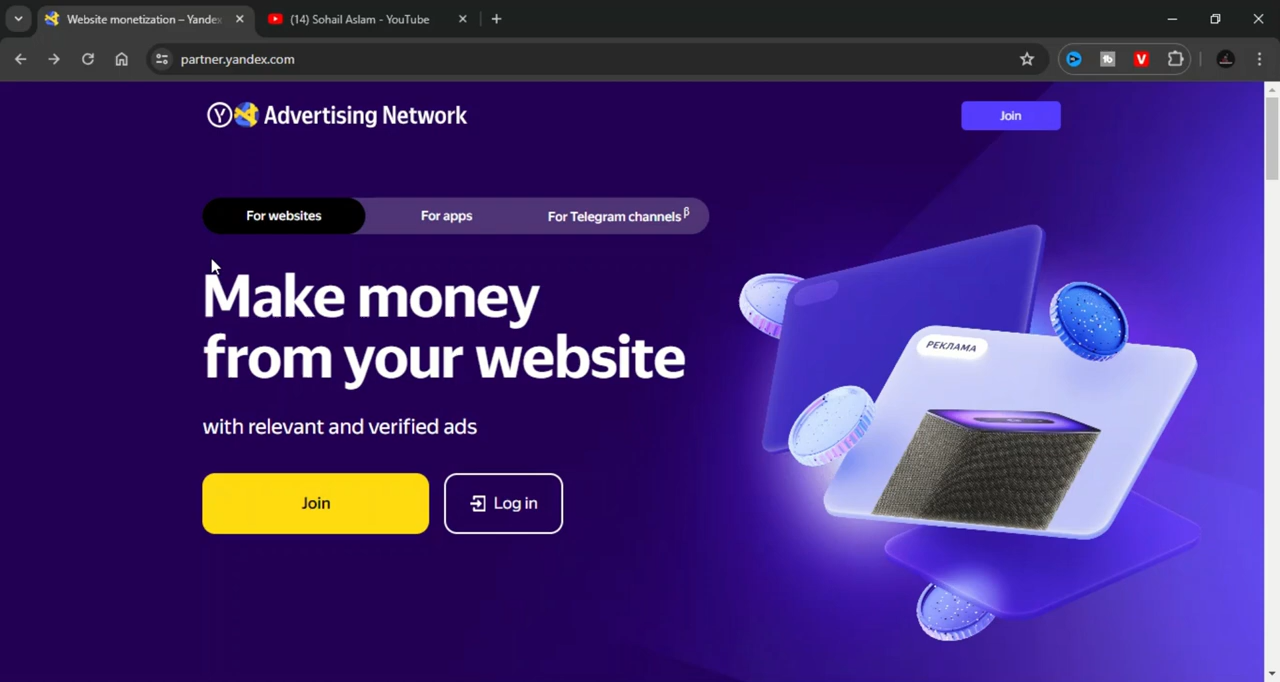 Website monetization – Yande
(14) Sohail Aslam - YouTube
partner.yandex.com
Advertising Network
Join
For websites
For apps
For Telegram channels β
Make money
from your website
with relevant and verified ads
Join
Log in
РЕКЛАМА